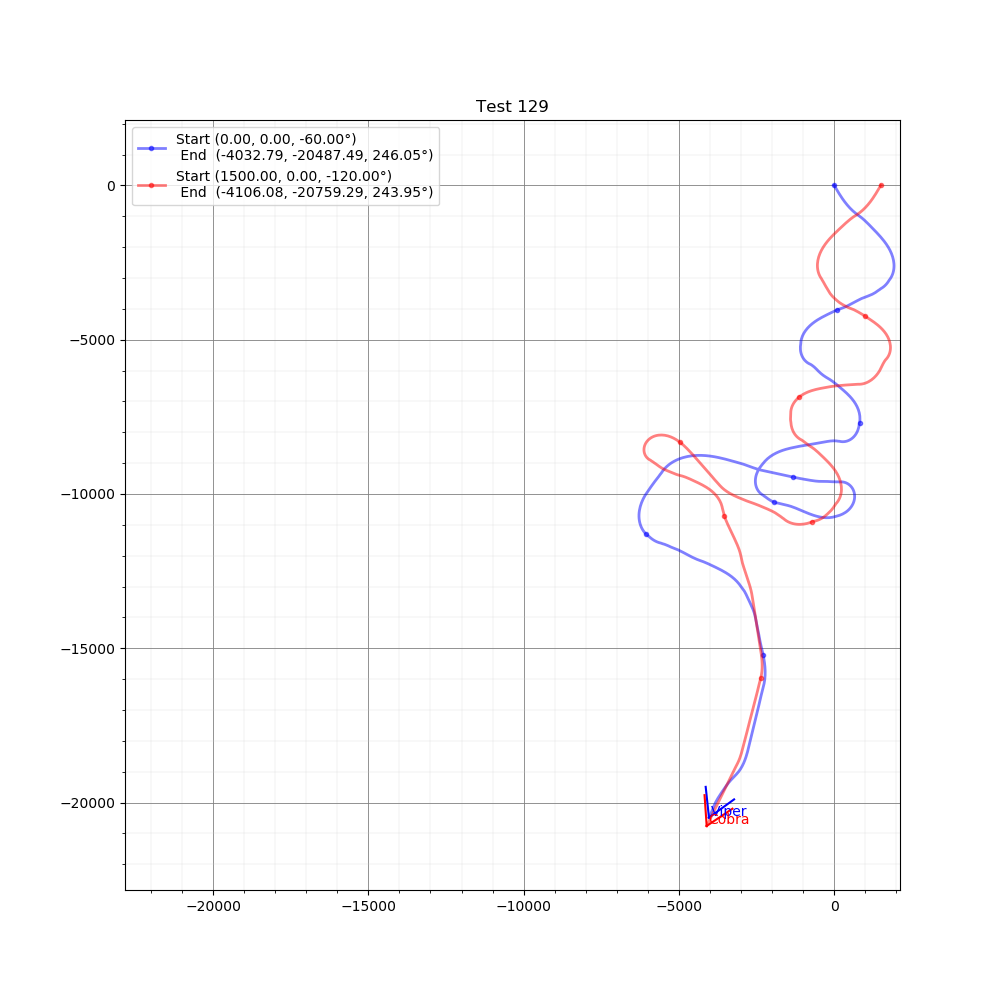 Test 129
Start (0.00, 0.00, -60.00°)
End (-4032.79, -20487.49, 246.05°)
Start (1500.00, 0.00, -120.00°)
End (-4106.08, -20759.29, 243.95°)
0
−5000
−10000
−15000
−20000
Viper
Cobra
−20000
−15000
−10000
−5000
0